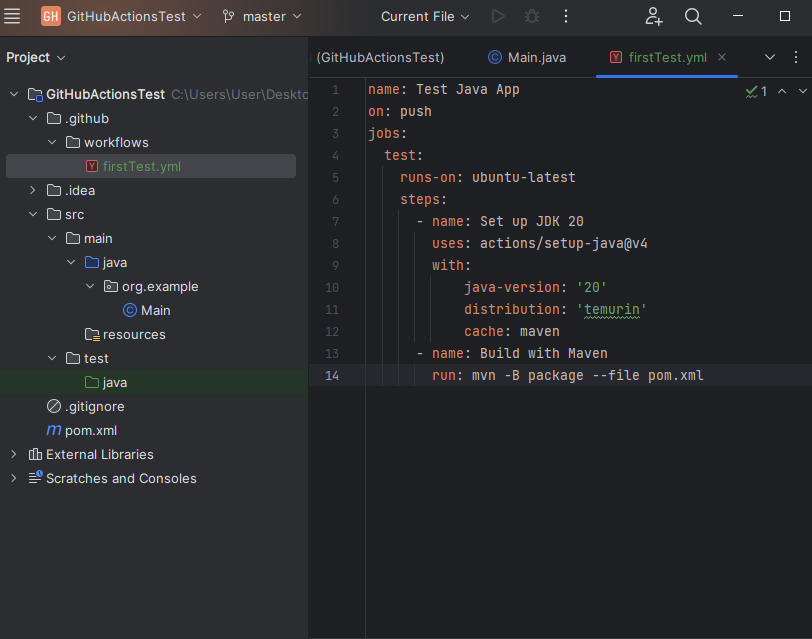 GH GitHubActionsTest master Current File
Project
(GitHubActionsTest) Main.java firstTest.yml
GitHubActionsTest C:\Users\User\Deskto
.github
workflows
firstTest.yml
.idea
src
main
java
org.example
Main
resources
test
java
.gitignore
pom.xml
External Libraries
Scratches and Consoles
1 name: Test Java App
2 on: push
3 jobs:
4 test:
5 runs-on: ubuntu-latest
6 steps:
7 - name: Set up JDK 20
8 uses: actions/setup-java@v4
9 with:
10 java-version: '20'
11 distribution: 'temurin'
12 cache: maven
13 - name: Build with Maven
14 run: mvn -B package --file pom.xml
1